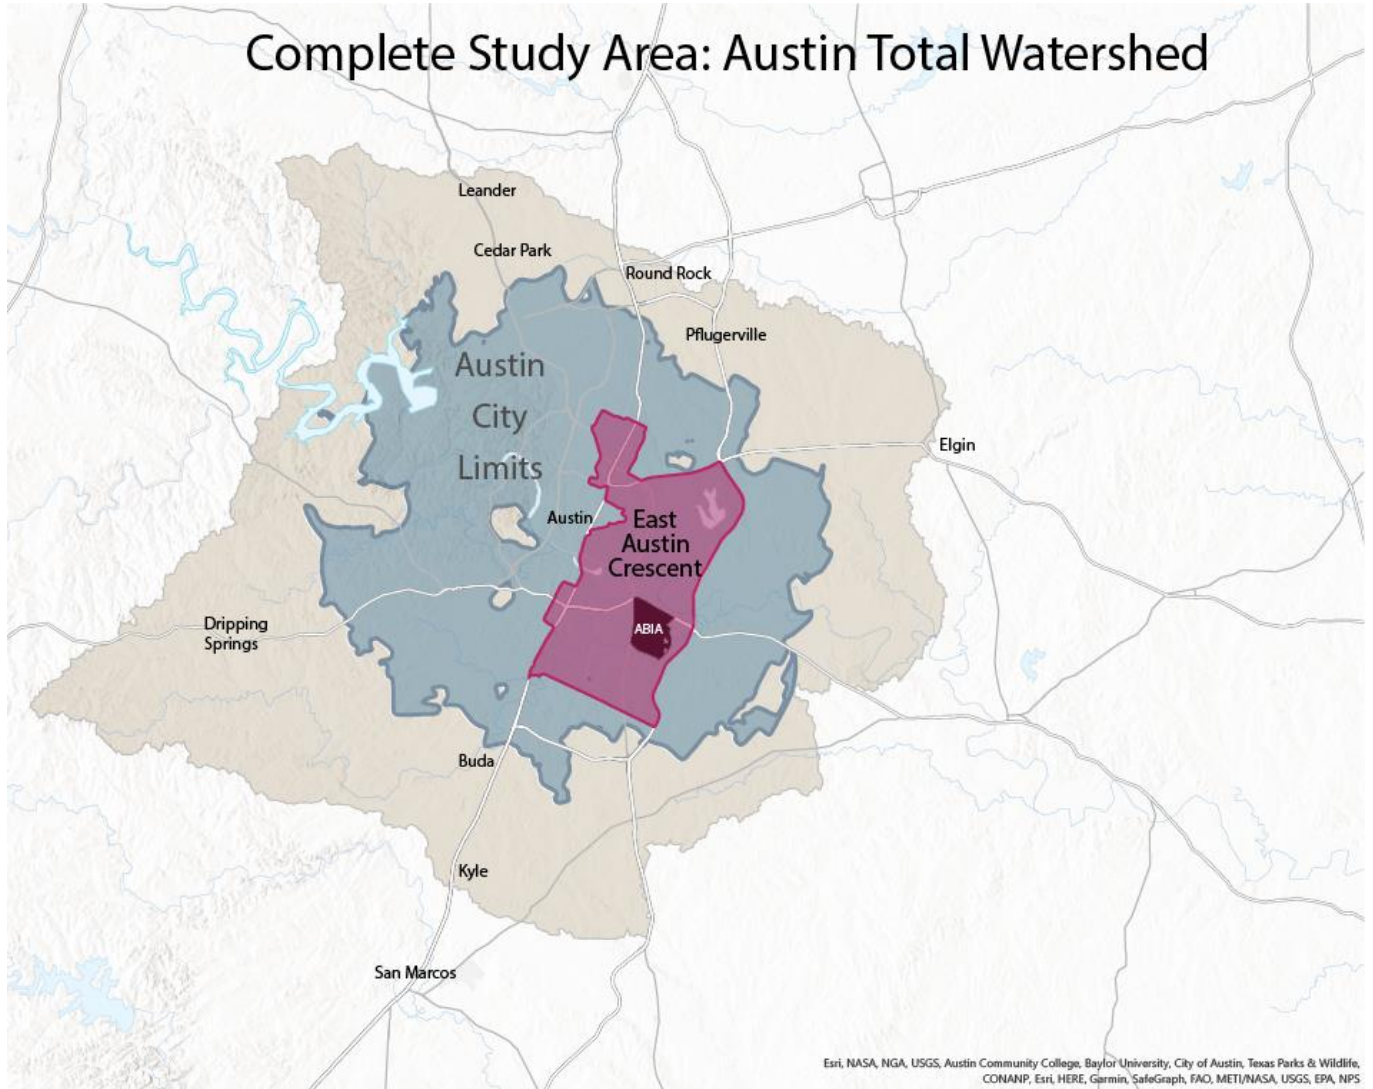 Complete Study Area: Austin Total Watershed
Leander
Cedar Park
Round Rock
Pflugerville
Austin
City
Limits
Elgin
Austin
East
Austin
Crescent
ABIA
Dripping
Springs
Buda
Kyle
San Marcos
Esri, NASA, NGA, USGS, Austin Community College, Baylor University, City of Austin, Texas Parks & Wildlife,
CONANP, Esri, HERE, Garmin, SafeGraph, FAO, METI/NASA, USGS, EPA, NPS